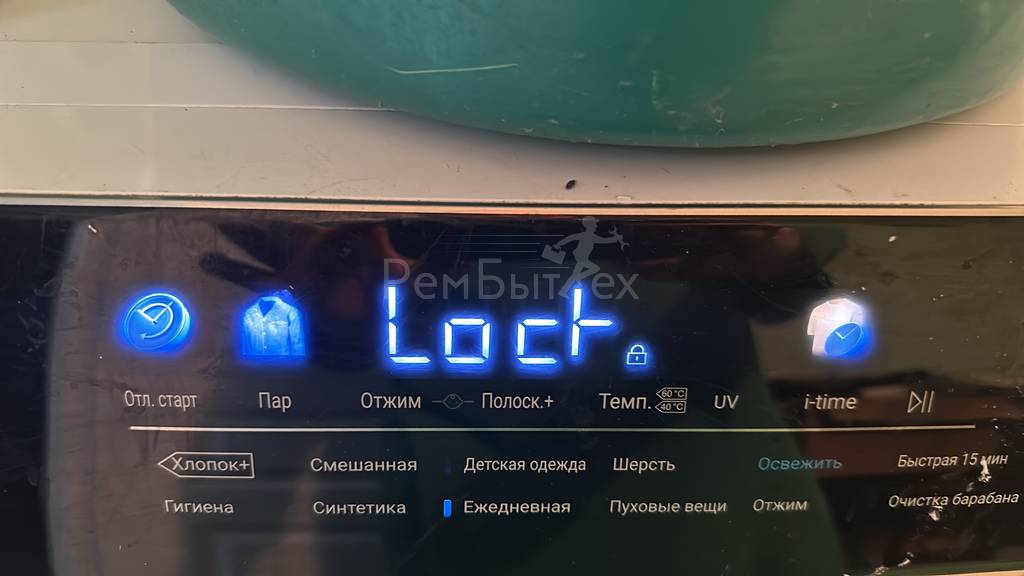 РемБытТех
Lock
Отл. старт Пар Отжим Полоск.+ Темп. 60°C 40°C UV i-time
Хлопок+ Смешанная Детская одежда Шерсть Освежить Быстрая 15 мин
Гигиена Синтетика Ежедневная Пуховые вещи Отжим Очистка барабана